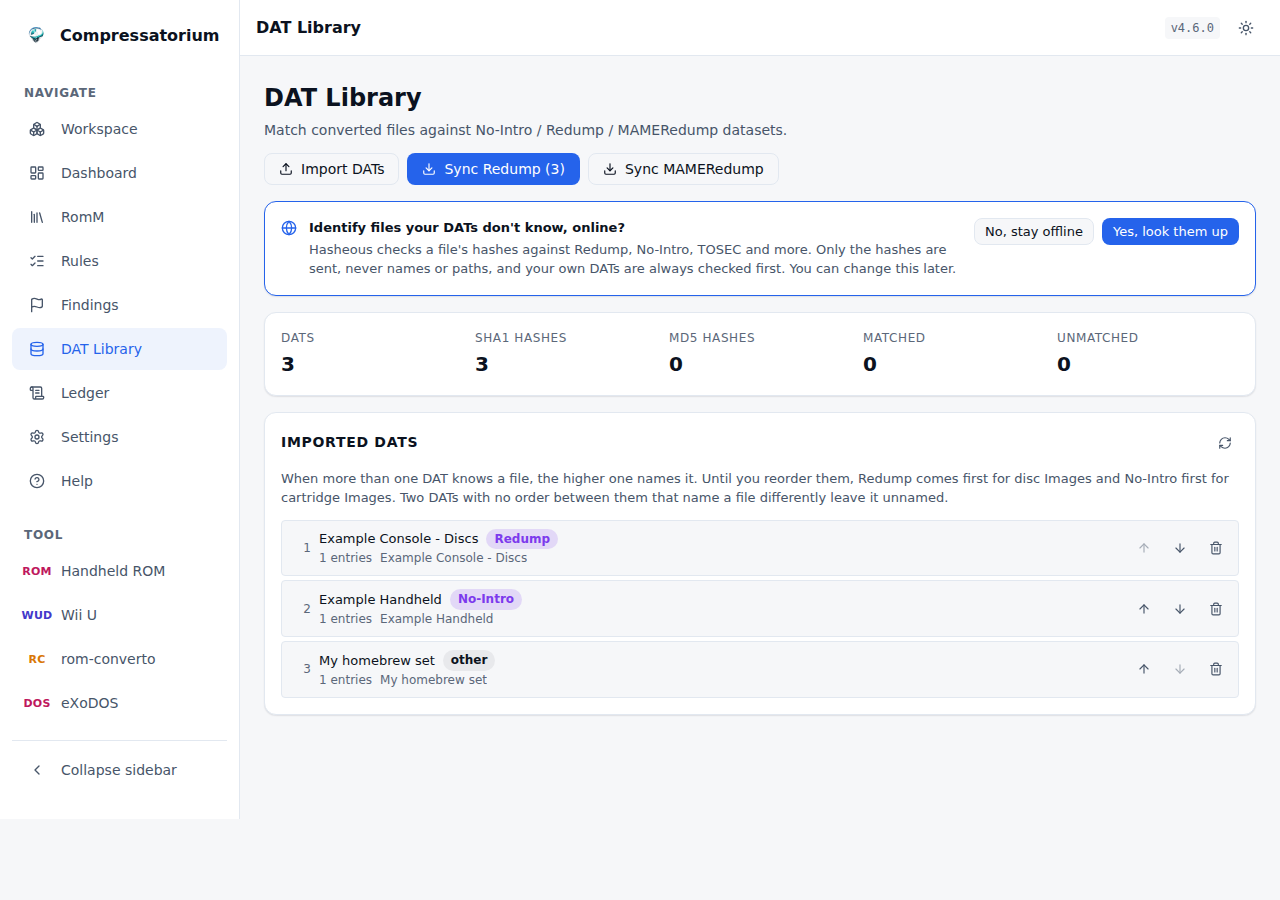 Compressatorium
DAT Library
v4.6.0
NAVIGATE
Workspace
Dashboard
RomM
Rules
Findings
DAT Library
Ledger
Settings
Help
TOOL
ROM Handheld ROM
WUD Wii U
RC rom-converto
DOS eXoDOS
Collapse sidebar
DAT Library
Match converted files against No-Intro / Redump / MAMERedump datasets.
Import DATs
Sync Redump (3)
Sync MAMERedump
Identify files your DATs don't know, online?
Hasheous checks a file's hashes against Redump, No-Intro, TOSEC and more. Only the hashes are
sent, never names or paths, and your own DATs are always checked first. You can change this later.
No, stay offline
Yes, look them up
DATS
3
SHA1 HASHES
3
MD5 HASHES
0
MATCHED
0
UNMATCHED
0
IMPORTED DATS
When more than one DAT knows a file, the higher one names it. Until you reorder them, Redump comes first for disc Images and No-Intro first for
cartridge Images. Two DATs with no order between them that name a file differently leave it unnamed.
1
Example Console - Discs Redump
1 entries Example Console - Discs
2
Example Handheld No-Intro
1 entries Example Handheld
3
My homebrew set other
1 entries My homebrew set